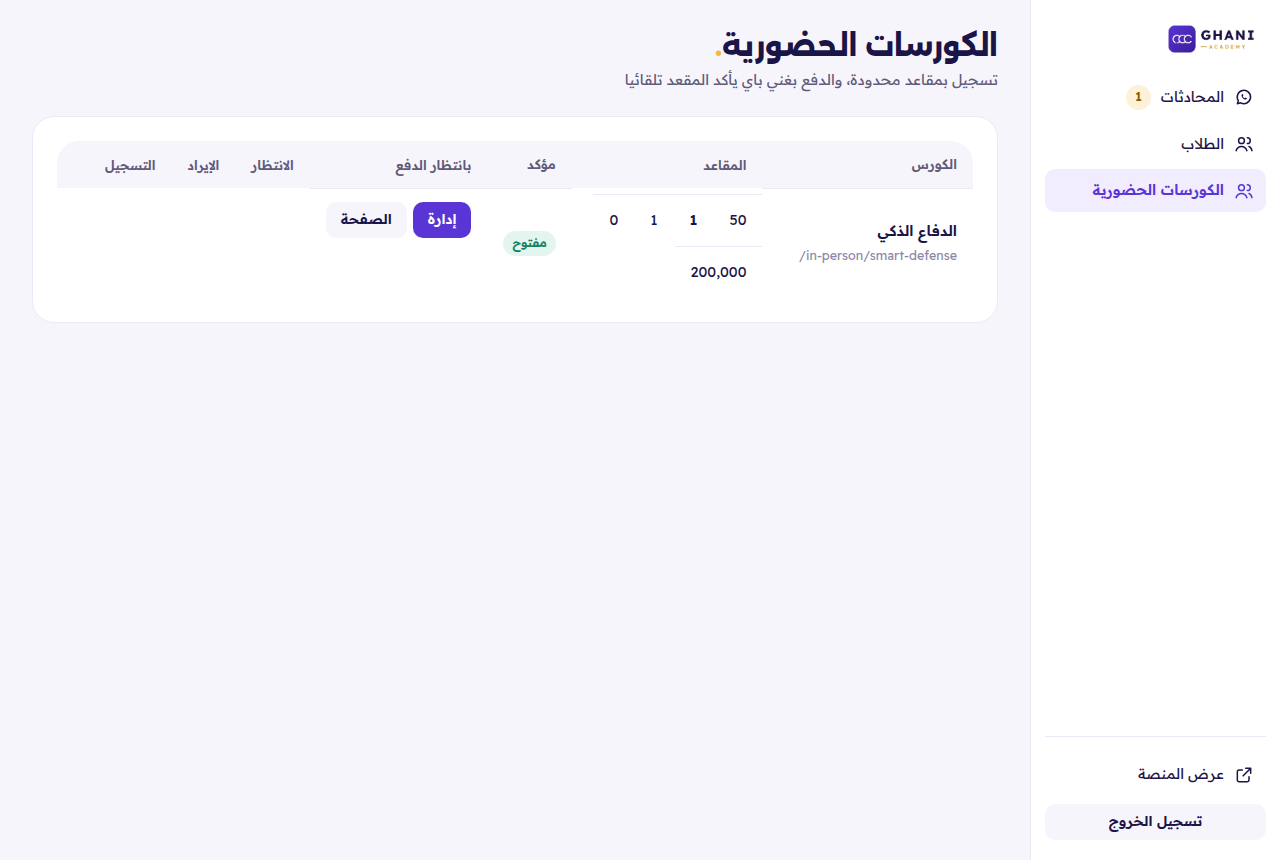 GHANI
ACADEMY
المحادثات 1
الطلاب
الكورسات الحضورية
عرض المنصة
تسجيل الخروج
الكورسات الحضورية.
تسجيل بمقاعد محدودة، والدفع بغني باي يأكد المقعد تلقائيا
الكورس المقاعد مؤكد بانتظار الدفع الانتظار الإيراد التسجيل
الدفاع الذكي
/in-person/smart-defense
50 1 1 0
200,000
مفتوح
إدارة الصفحة